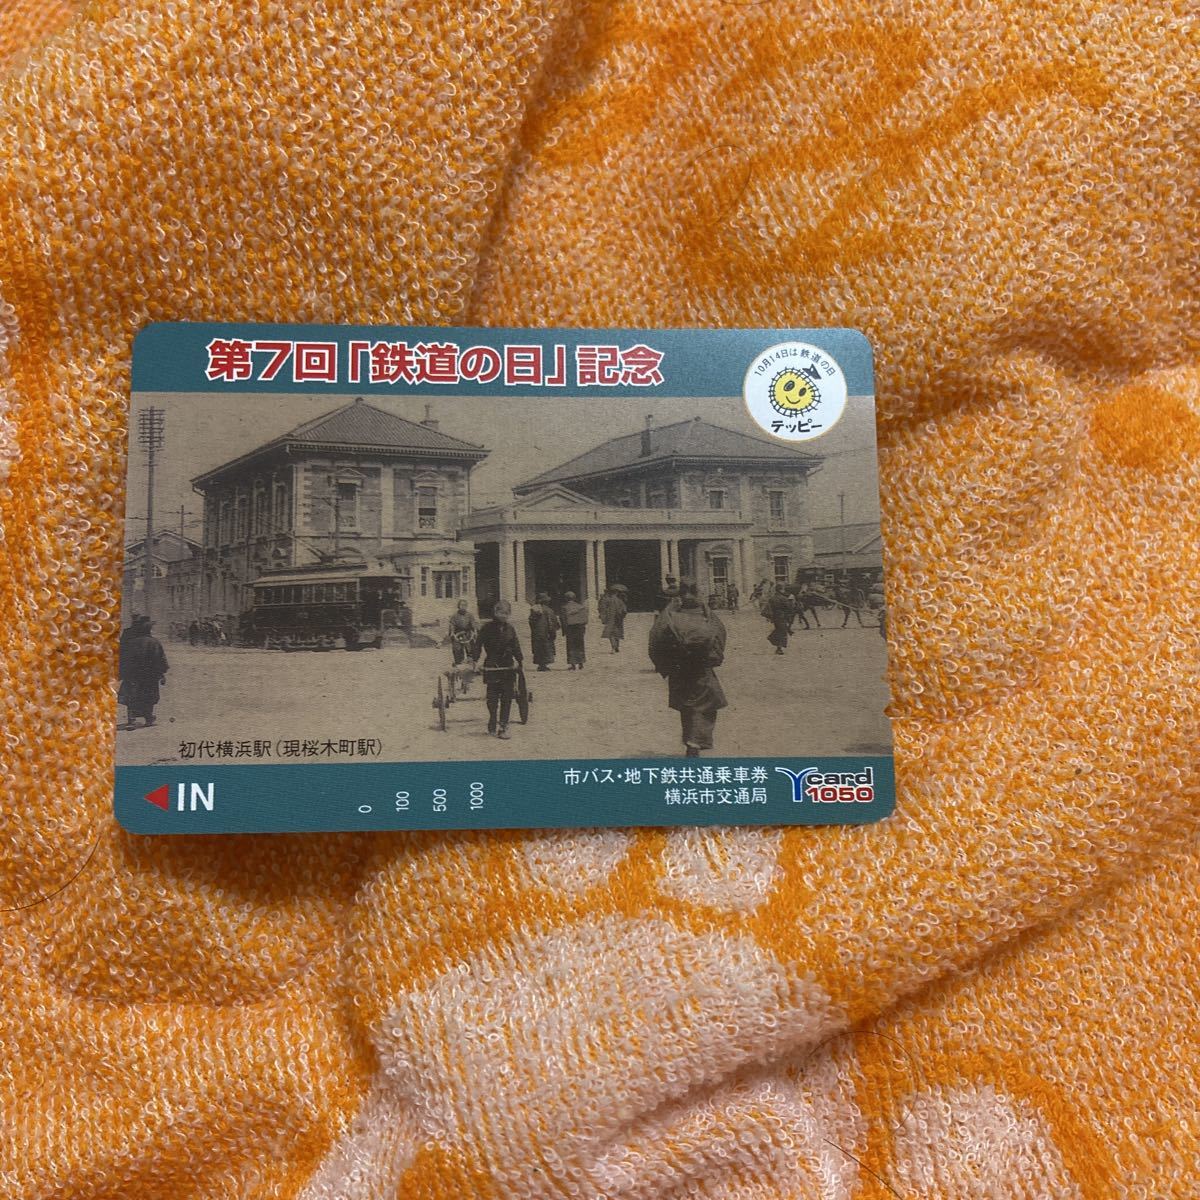 第7回「鉄道の日」記念
10月14日は鉄道の日
テッピー
初代横浜駅(現桜木町駅)
IN
0 100 500 1000
市バス・地下鉄共通乗車券
横浜市交通局
Ycard
1050